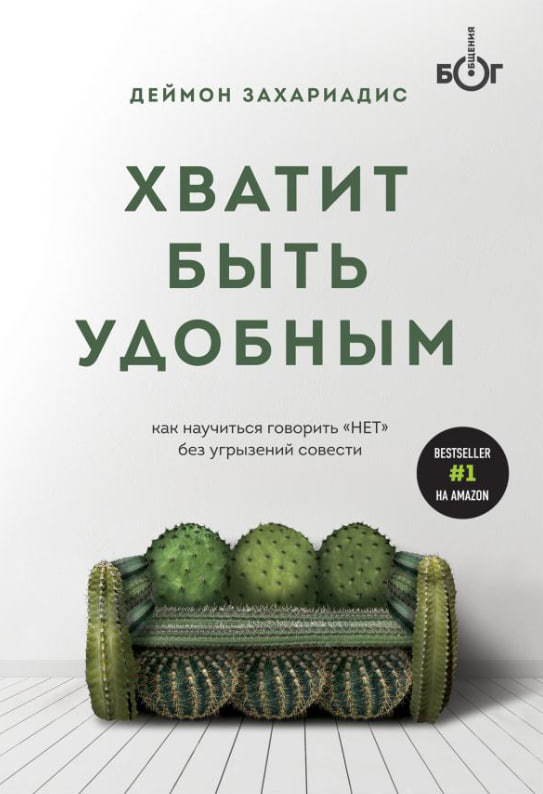 БОГ ОБЩЕНИЯ
ДЕЙМОН ЗАХАРИАДИС
ХВАТИТ
БЫТЬ
УДОБНЫМ
как научиться говорить «НЕТ»
без угрызений совести
BESTSELLER
#1
НА AMAZON